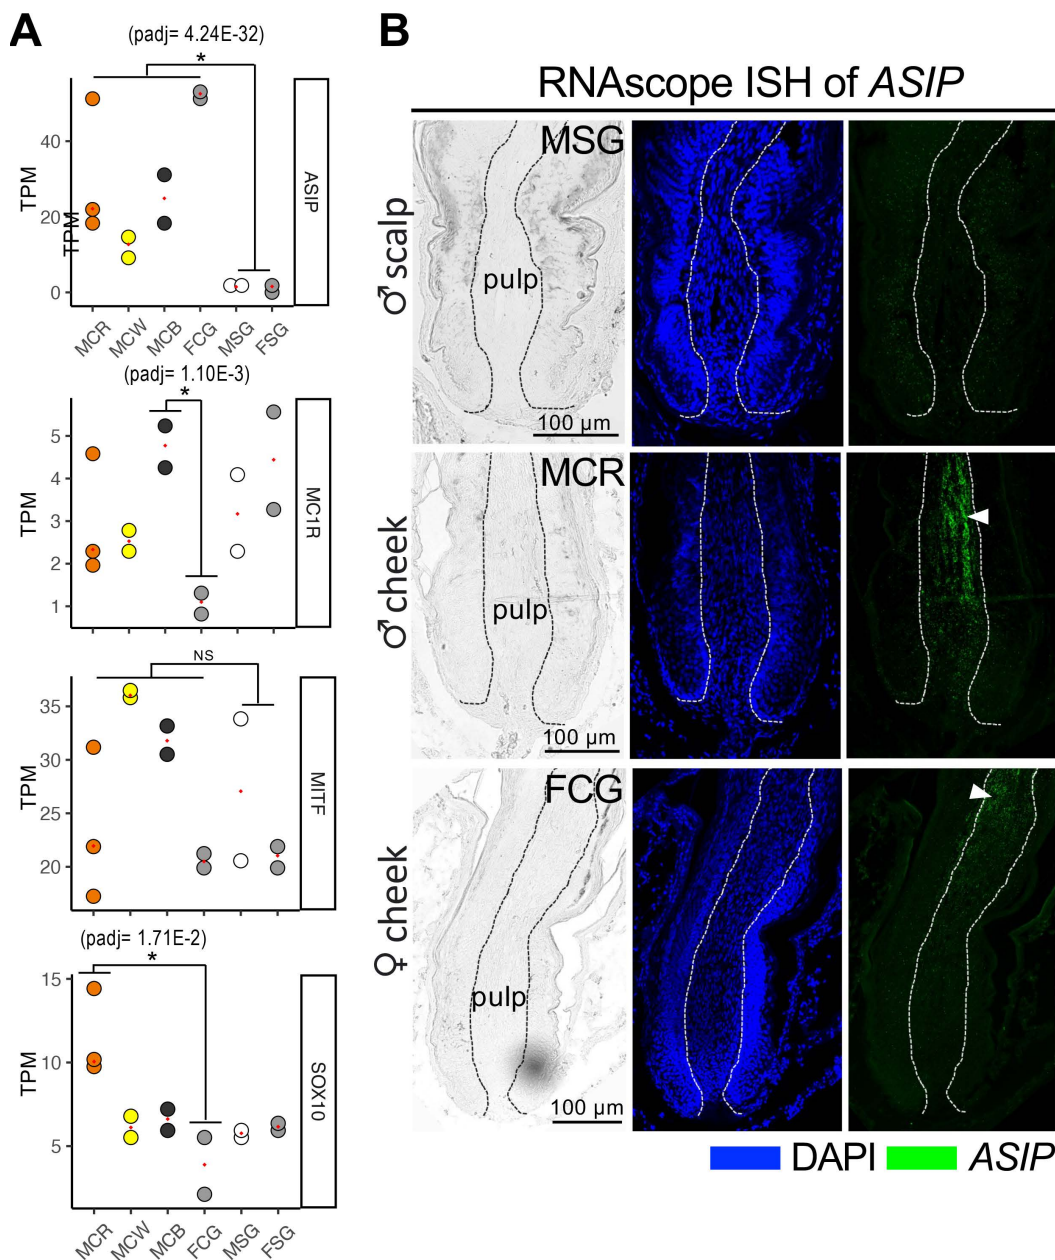 A
(padj= 4.24E-32)
*
TPM
TPM
40
20
0
ASIP
MCR
MCW
MCB
FCG
MSG
FSG
(padj= 1.10E-3)
*
TPM
5
4
3
2
1
MC1R
NS
TPM
35
30
25
20
MITF
(padj= 1.71E-2)
*
TPM
15
10
5
SOX10
MCR
MCW
MCB
FCG
MSG
FSG
B
RNAscope ISH of ASIP
♂ scalp
MSG
pulp
100 µm
♂ cheek
MCR
pulp
100 µm
♀ cheek
FCG
pulp
100 µm
DAPI
ASIP